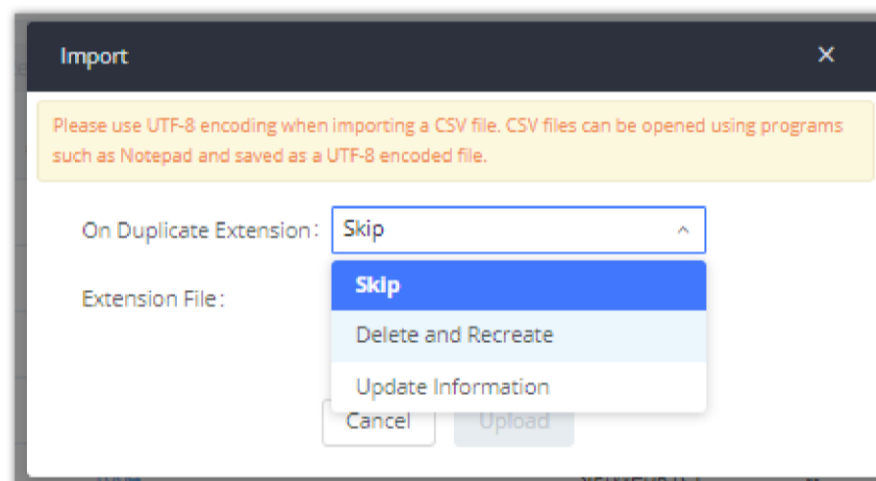 Import
Please use UTF-8 encoding when importing a CSV file. CSV files can be opened using programs
such as Notepad and saved as a UTF-8 encoded file.
On Duplicate Extension: Skip
Skip
Extension File:
Delete and Recreate
Update Information
Cancel Upload